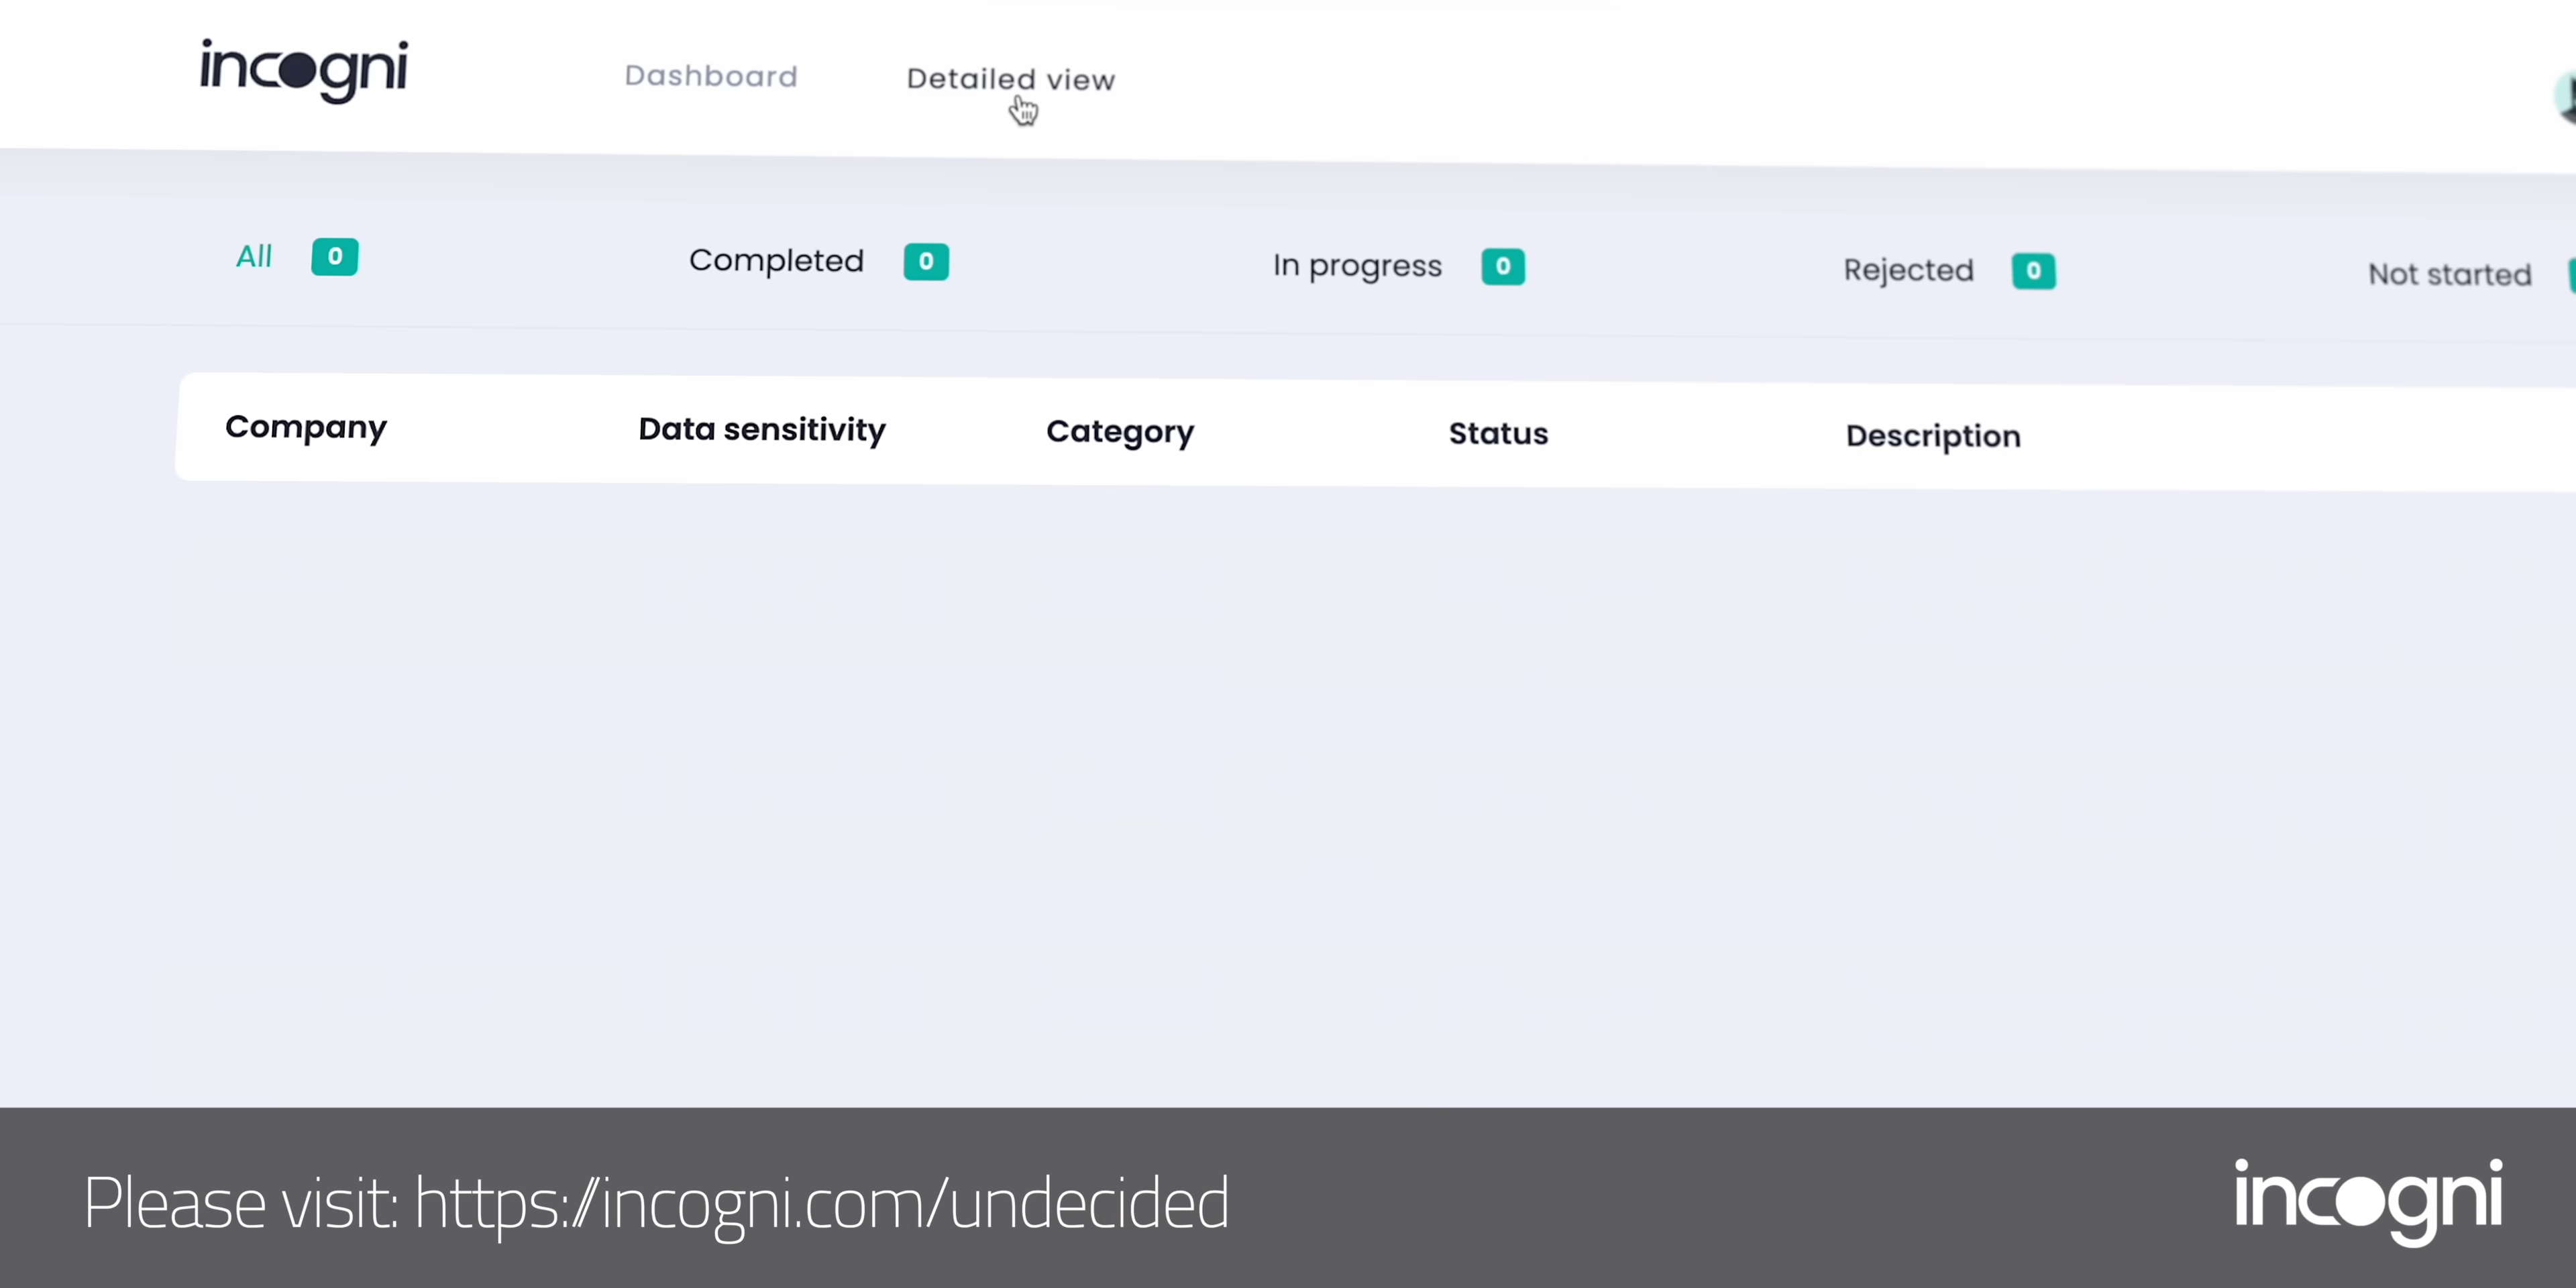 incogni Dashboard Detailed view
All 0 Completed 0 In progress 0 Rejected 0 Not started
Company Data sensitivity Category Status Description
Please visit: https://incogni.com/undecided incogni